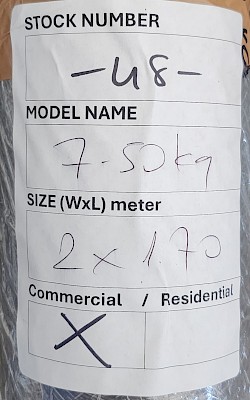 STOCK NUMBER
-48-
MODEL NAME
7.50kg
SIZE (WxL) meter
2 x 1.70
Commercial / Residential
X